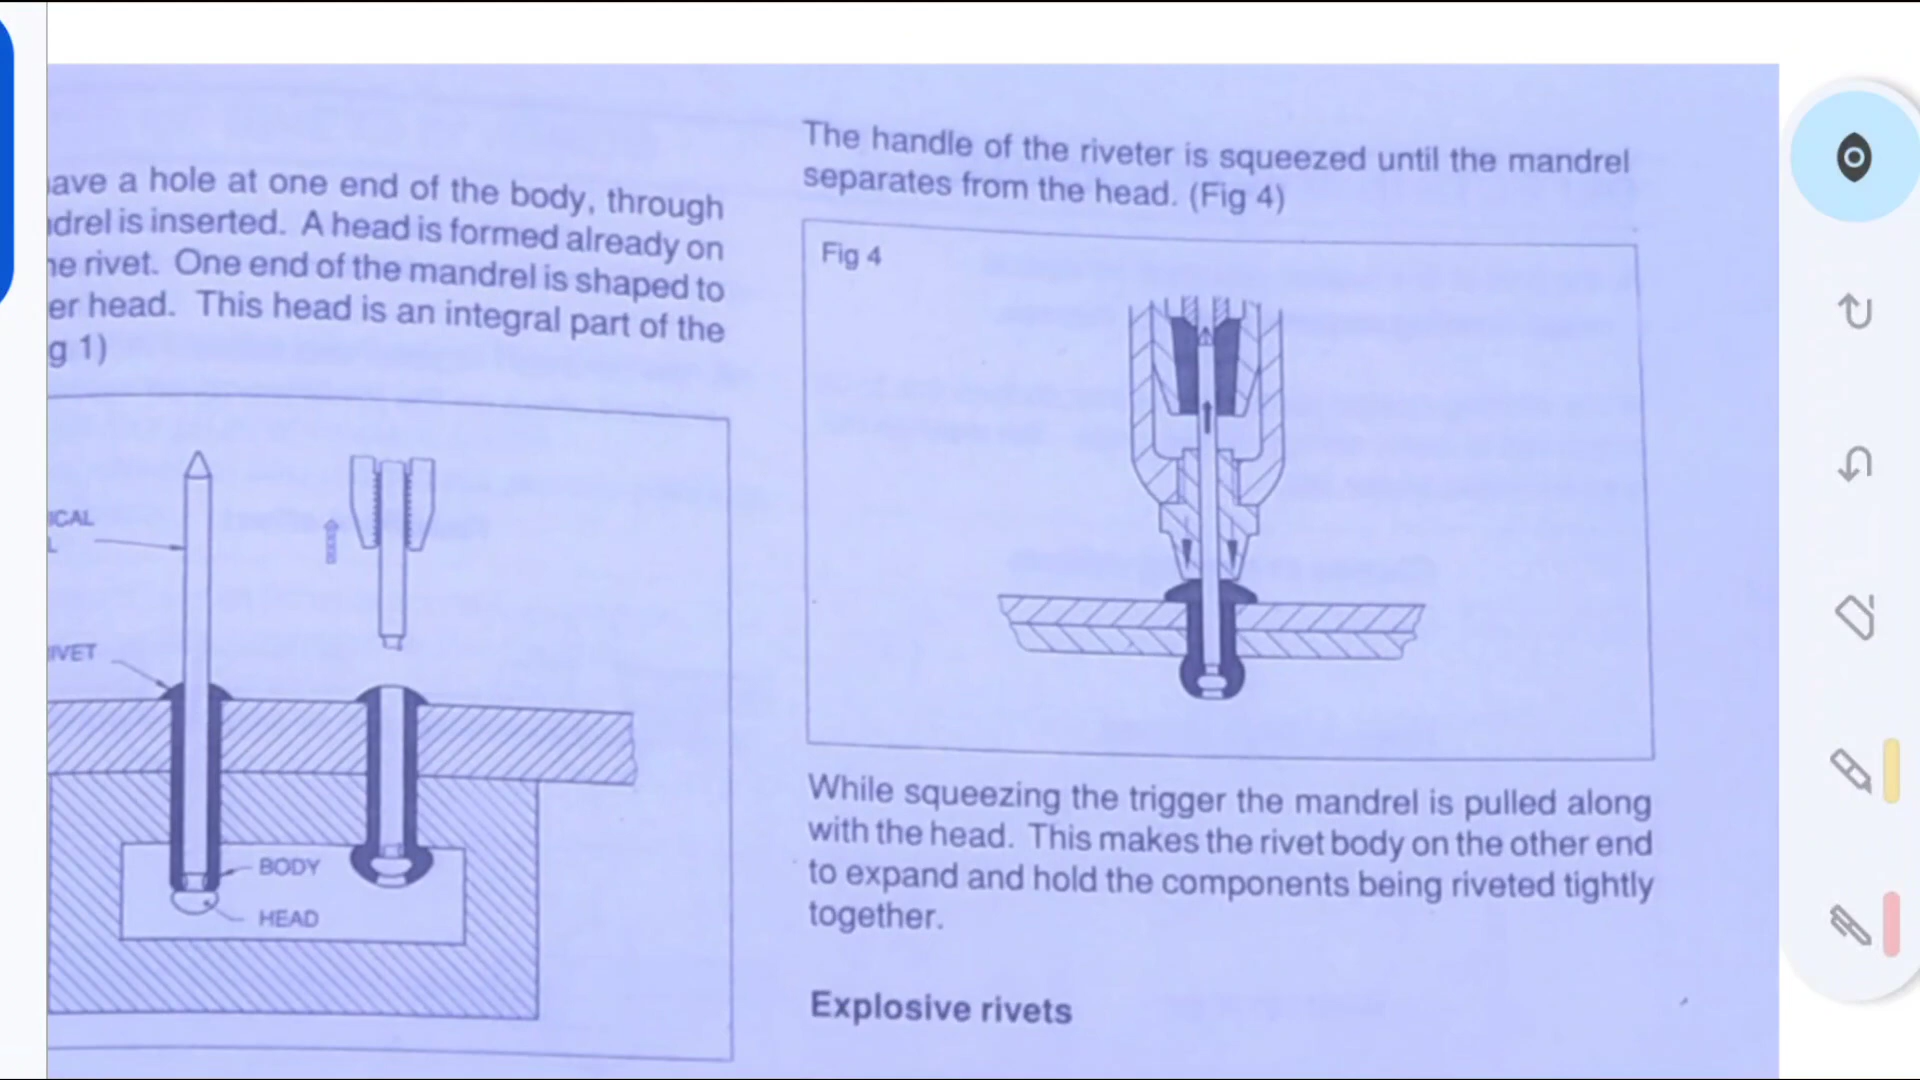 ave a hole at one end of the body, through
drel is inserted. A head is formed already on
e rivet. One end of the mandrel is shaped to
er head. This head is an integral part of the
g 1)
ICAL
L
IVET
BODY
HEAD
The handle of the riveter is squeezed until the mandrel
separates from the head. (Fig 4)
Fig 4
While squeezing the trigger the mandrel is pulled along
with the head. This makes the rivet body on the other end
to expand and hold the components being riveted tightly
together.
Explosive rivets